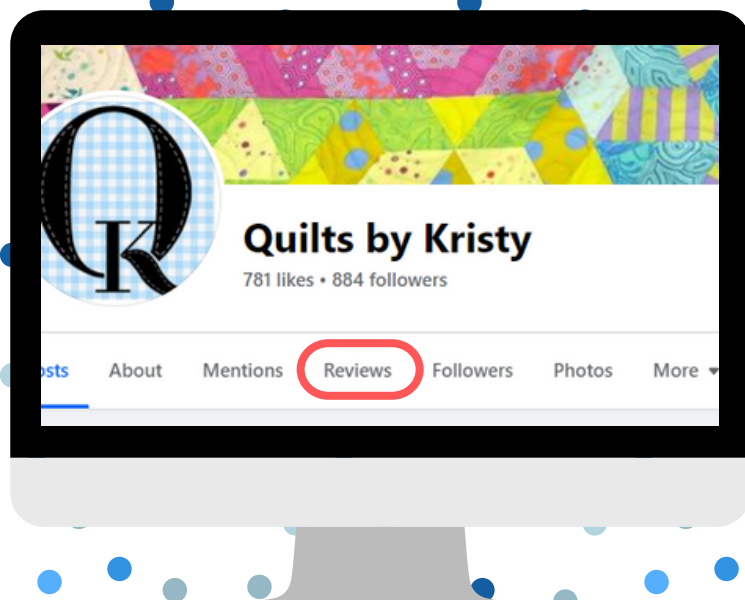 QK
Quilts by Kristy
781 likes • 884 followers
osts About Mentions Reviews Followers Photos More